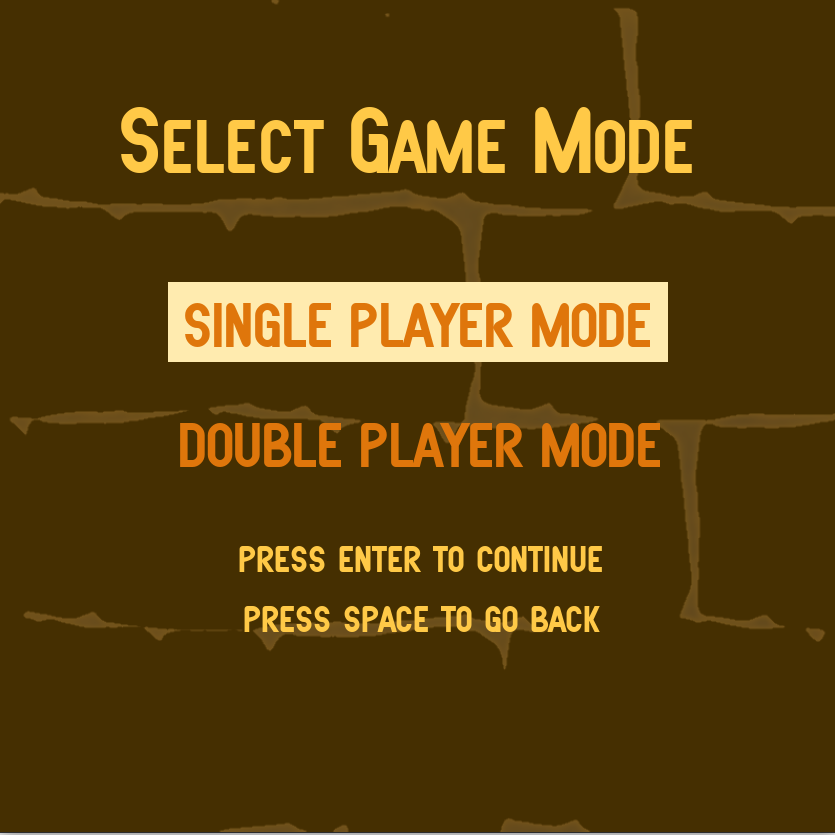 Select Game Mode
SINGLE PLAYER MODE
DOUBLE PLAYER MODE
PRESS ENTER TO CONTINUE
PRESS SPACE TO GO BACK